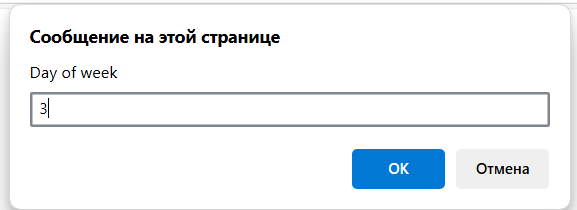 Сообщение на этой странице
Day of week
3
OK
Отмена